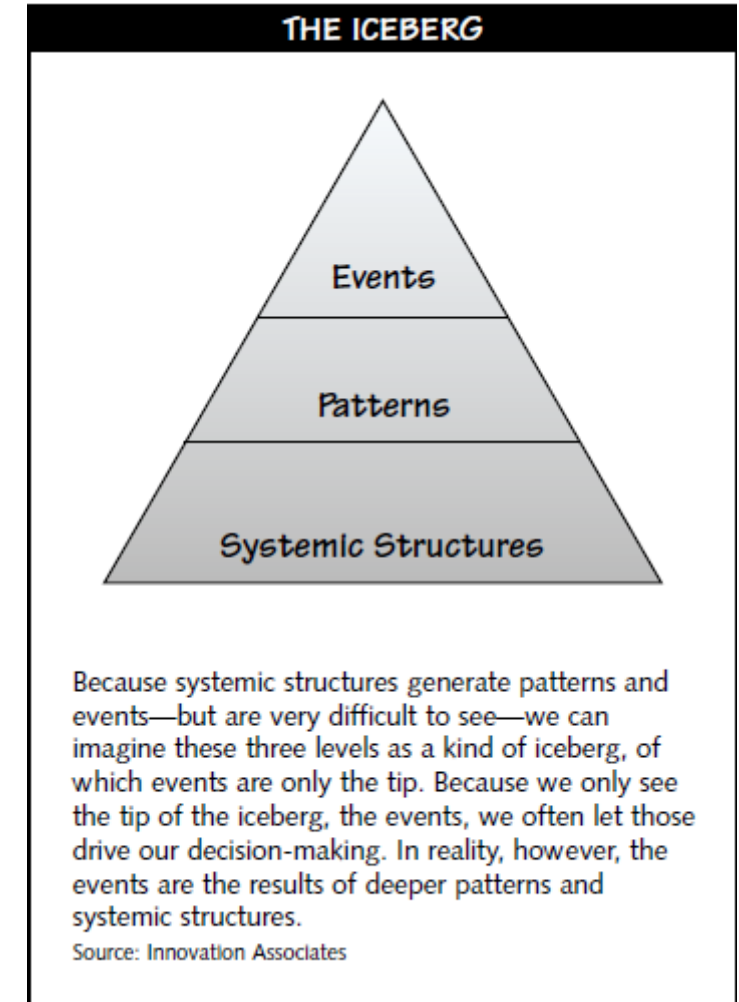 THE ICEBERG
Events
Patterns
Systemic Structures
Because systemic structures generate patterns and
events—but are very difficult to see—we can
imagine these three levels as a kind of iceberg, of
which events are only the tip. Because we only see
the tip of the iceberg, the events, we often let those
drive our decision-making. In reality, however, the
events are the results of deeper patterns and
systemic structures.
Source: Innovation Associates